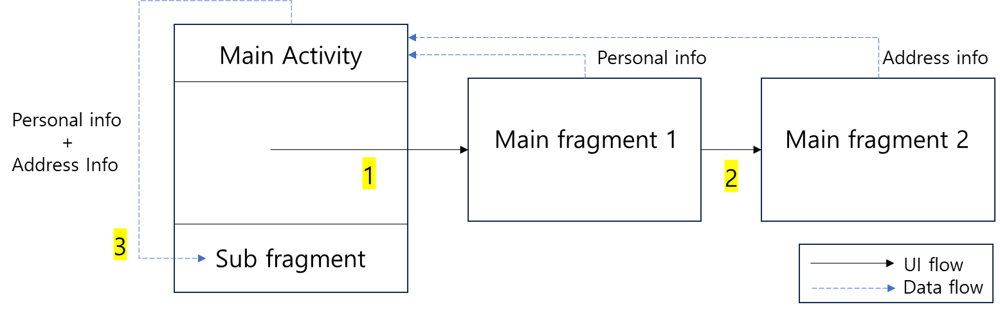 Main Activity
Personal info
Address info
Personal info
+
Address Info
Main fragment 1
Main fragment 2
1
2
3
Sub fragment
UI flow
Data flow